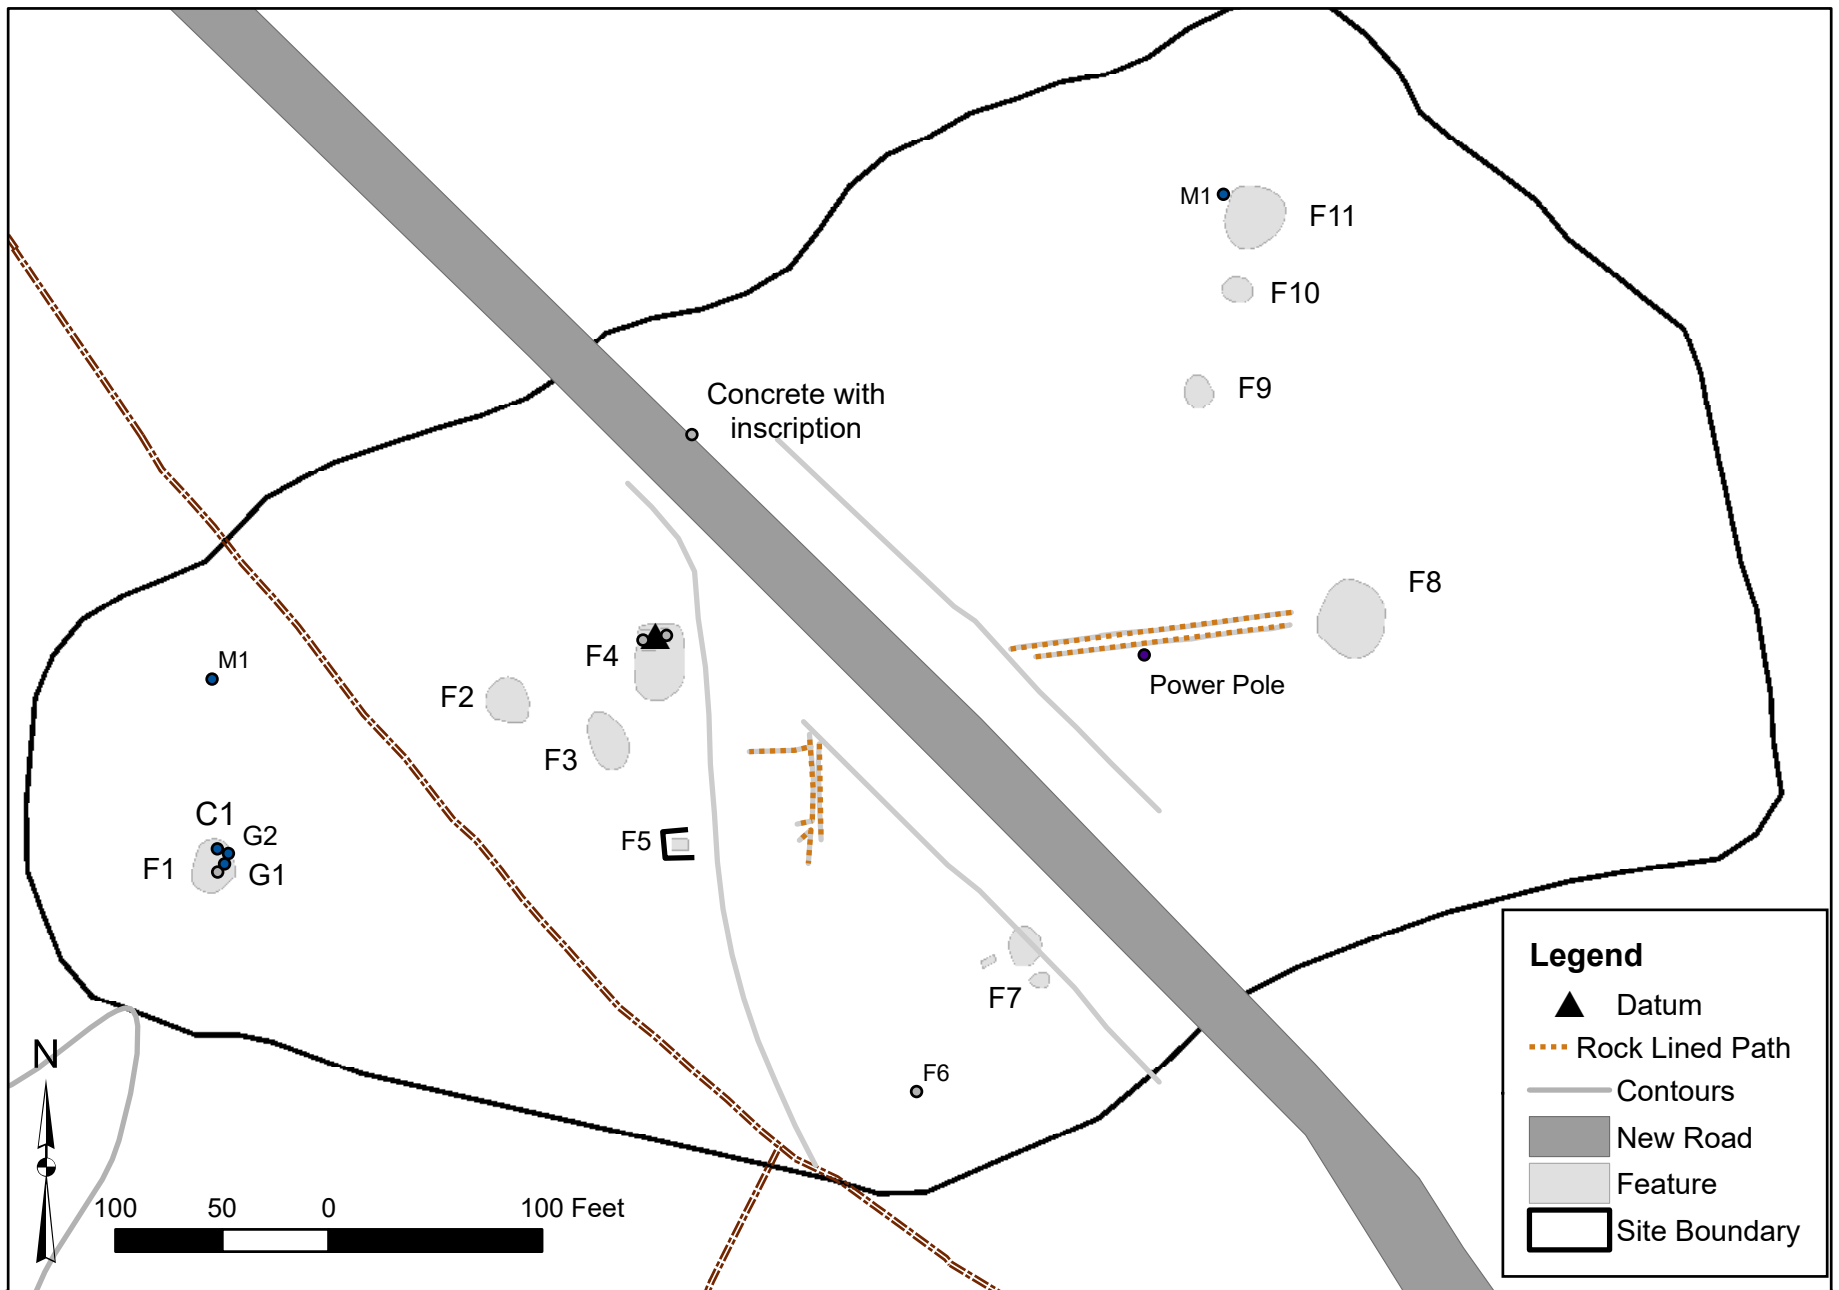 M1
F11
F10
F9
Concrete with
inscription
F8
F4
M1
F2
Power Pole
F3
C1
G2
F5
F1
G1
F7
F6
N
100 50 0 100 Feet
Legend
Datum
Rock Lined Path
Contours
New Road
Feature
Site Boundary